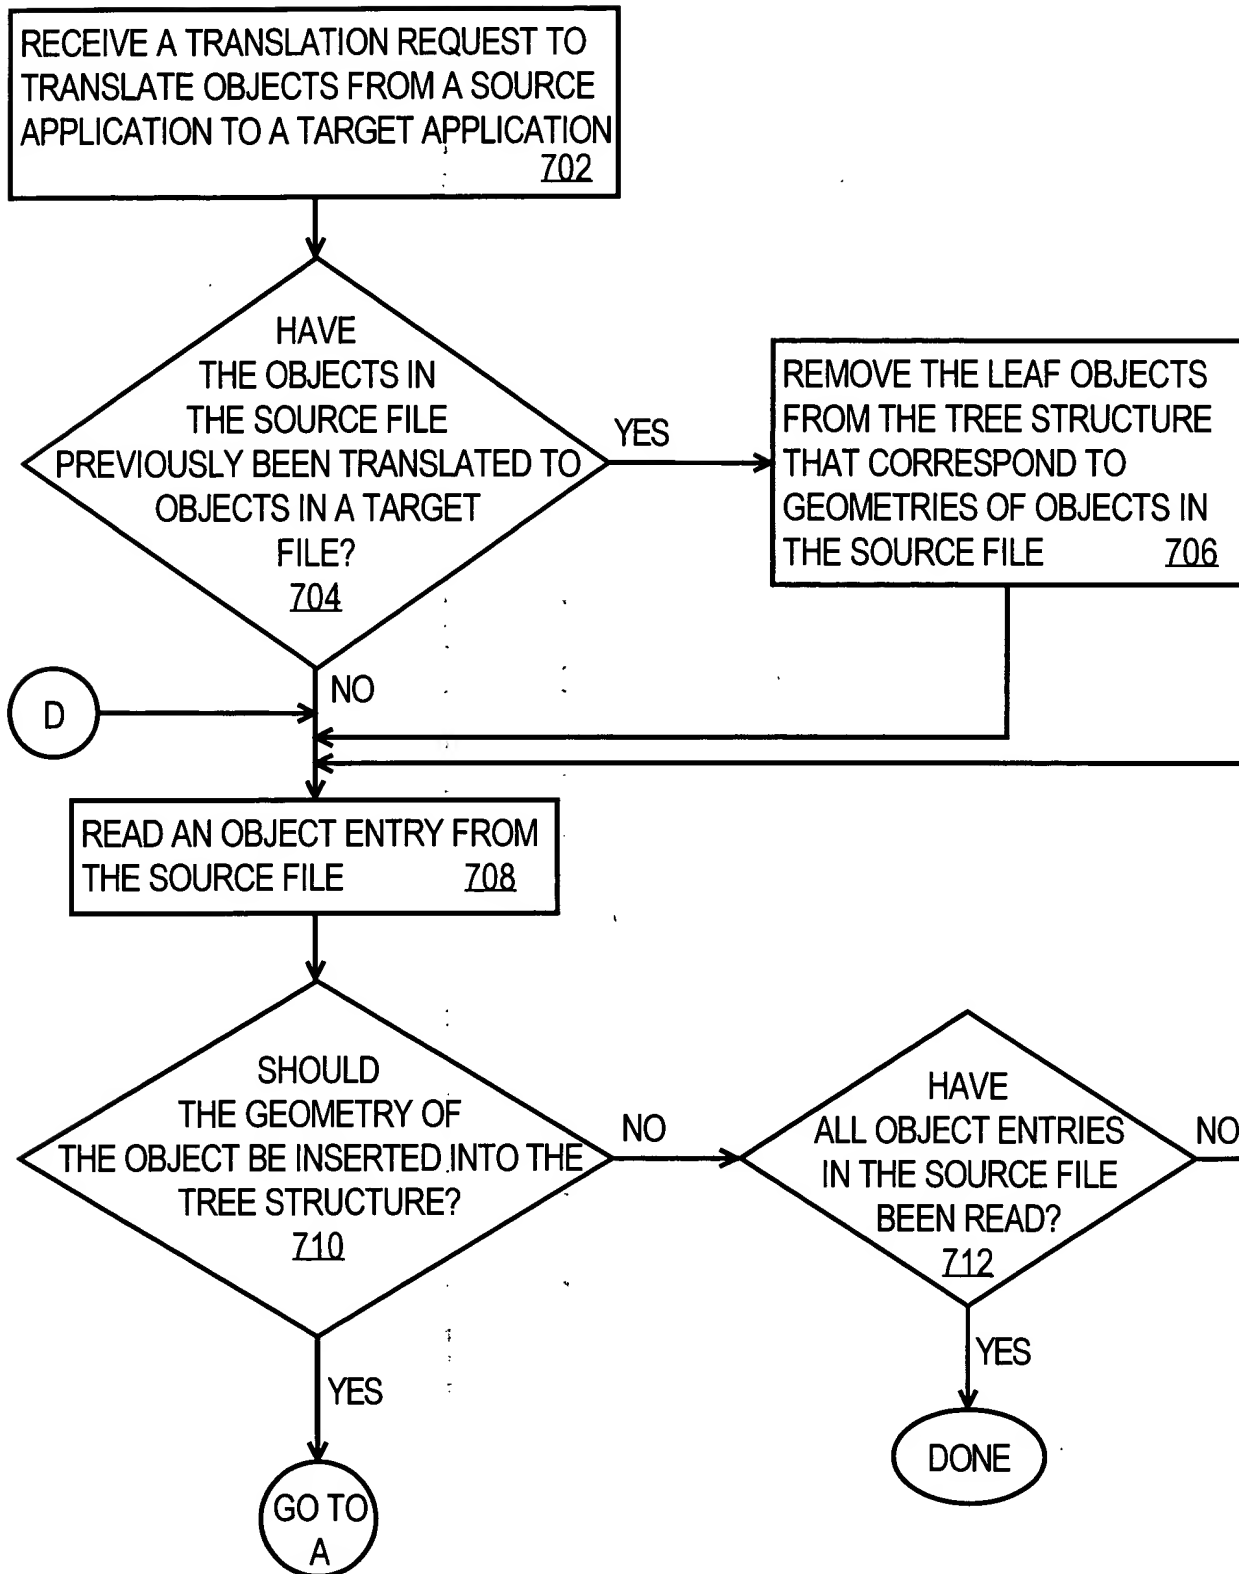 RECEIVE A TRANSLATION REQUEST TO
TRANSLATE OBJECTS FROM A SOURCE
APPLICATION TO A TARGET APPLICATION
702
HAVE
THE OBJECTS IN
THE SOURCE FILE
PREVIOUSLY BEEN TRANSLATED TO
OBJECTS IN A TARGET
FILE?
704
YES
REMOVE THE LEAF OBJECTS
FROM THE TREE STRUCTURE
THAT CORRESPOND TO
GEOMETRIES OF OBJECTS IN
THE SOURCE FILE 706
NO
D
READ AN OBJECT ENTRY FROM
THE SOURCE FILE 708
SHOULD
THE GEOMETRY OF
THE OBJECT BE INSERTED INTO THE
TREE STRUCTURE?
710
NO
HAVE
ALL OBJECT ENTRIES
IN THE SOURCE FILE
BEEN READ?
712
NO
YES
YES
DONE
GO TO
A